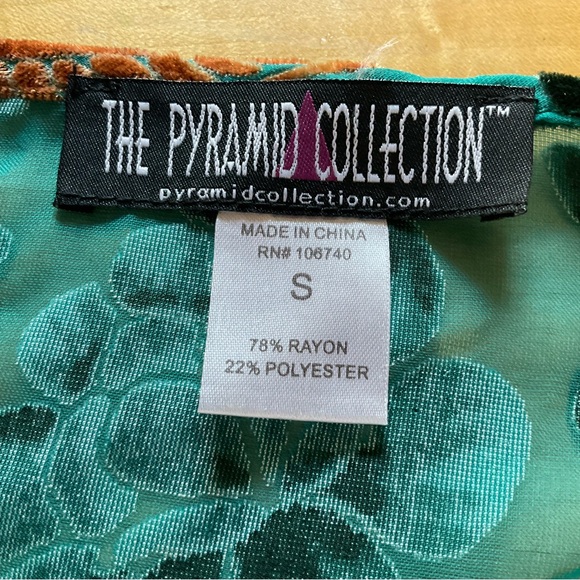 THE PYRAMID COLLECTION™
pyramidcollection.com
MADE IN CHINA
RN# 106740
S
78% RAYON
22% POLYESTER